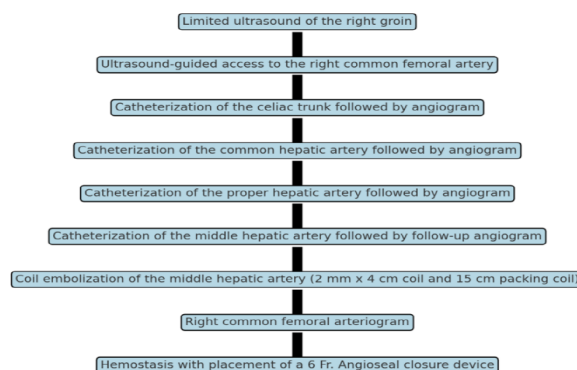 Limited ultrasound of the right groin
Ultrasound-guided access to the right common femoral artery
Catheterization of the celiac trunk followed by angiogram
Catheterization of the common hepatic artery followed by angiogram
Catheterization of the proper hepatic artery followed by angiogram
Catheterization of the middle hepatic artery followed by follow-up angiogram
Coil embolization of the middle hepatic artery (2 mm x 4 cm coil and 15 cm packing coil)
Right common femoral arteriogram
Hemostasis with placement of a 6 Fr. Angioseal closure device